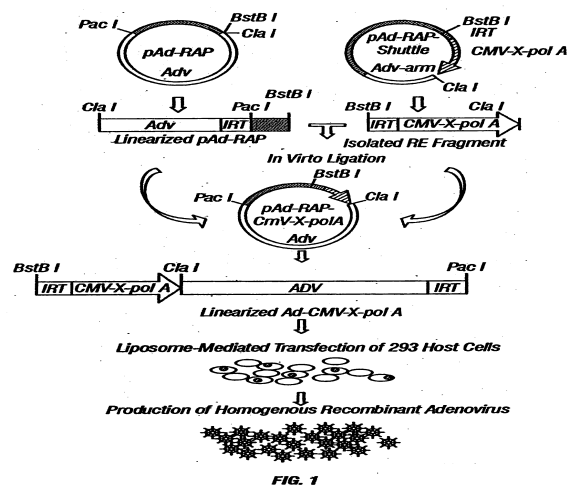 Pac I
BstB I
Cla I
pAd-RAP
Adv
BstB I
IRT
CMV-X-pol A
pAd-RAP-
Shuttle
Adv-arm
Cla I
Cla I
Pac I
BstB I
Adv
IRT
Linearized pAd-RAP
BstB I
Cla I
IRT
CMV-X-pol A
Isolated RE Fragment
In Virto Ligation
BstB I
Pac I
Cla I
pAd-RAP-
CmV-X-polA
Adv
BstB I
Cla I
Pac I
IRT
CMV-X-pol A
ADV
IRT
Linearized Ad-CMV-X-pol A
Liposome-Mediated Transfection of 293 Host Cells
Production of Homogenous Recombinant Adenovirus
FIG. 1